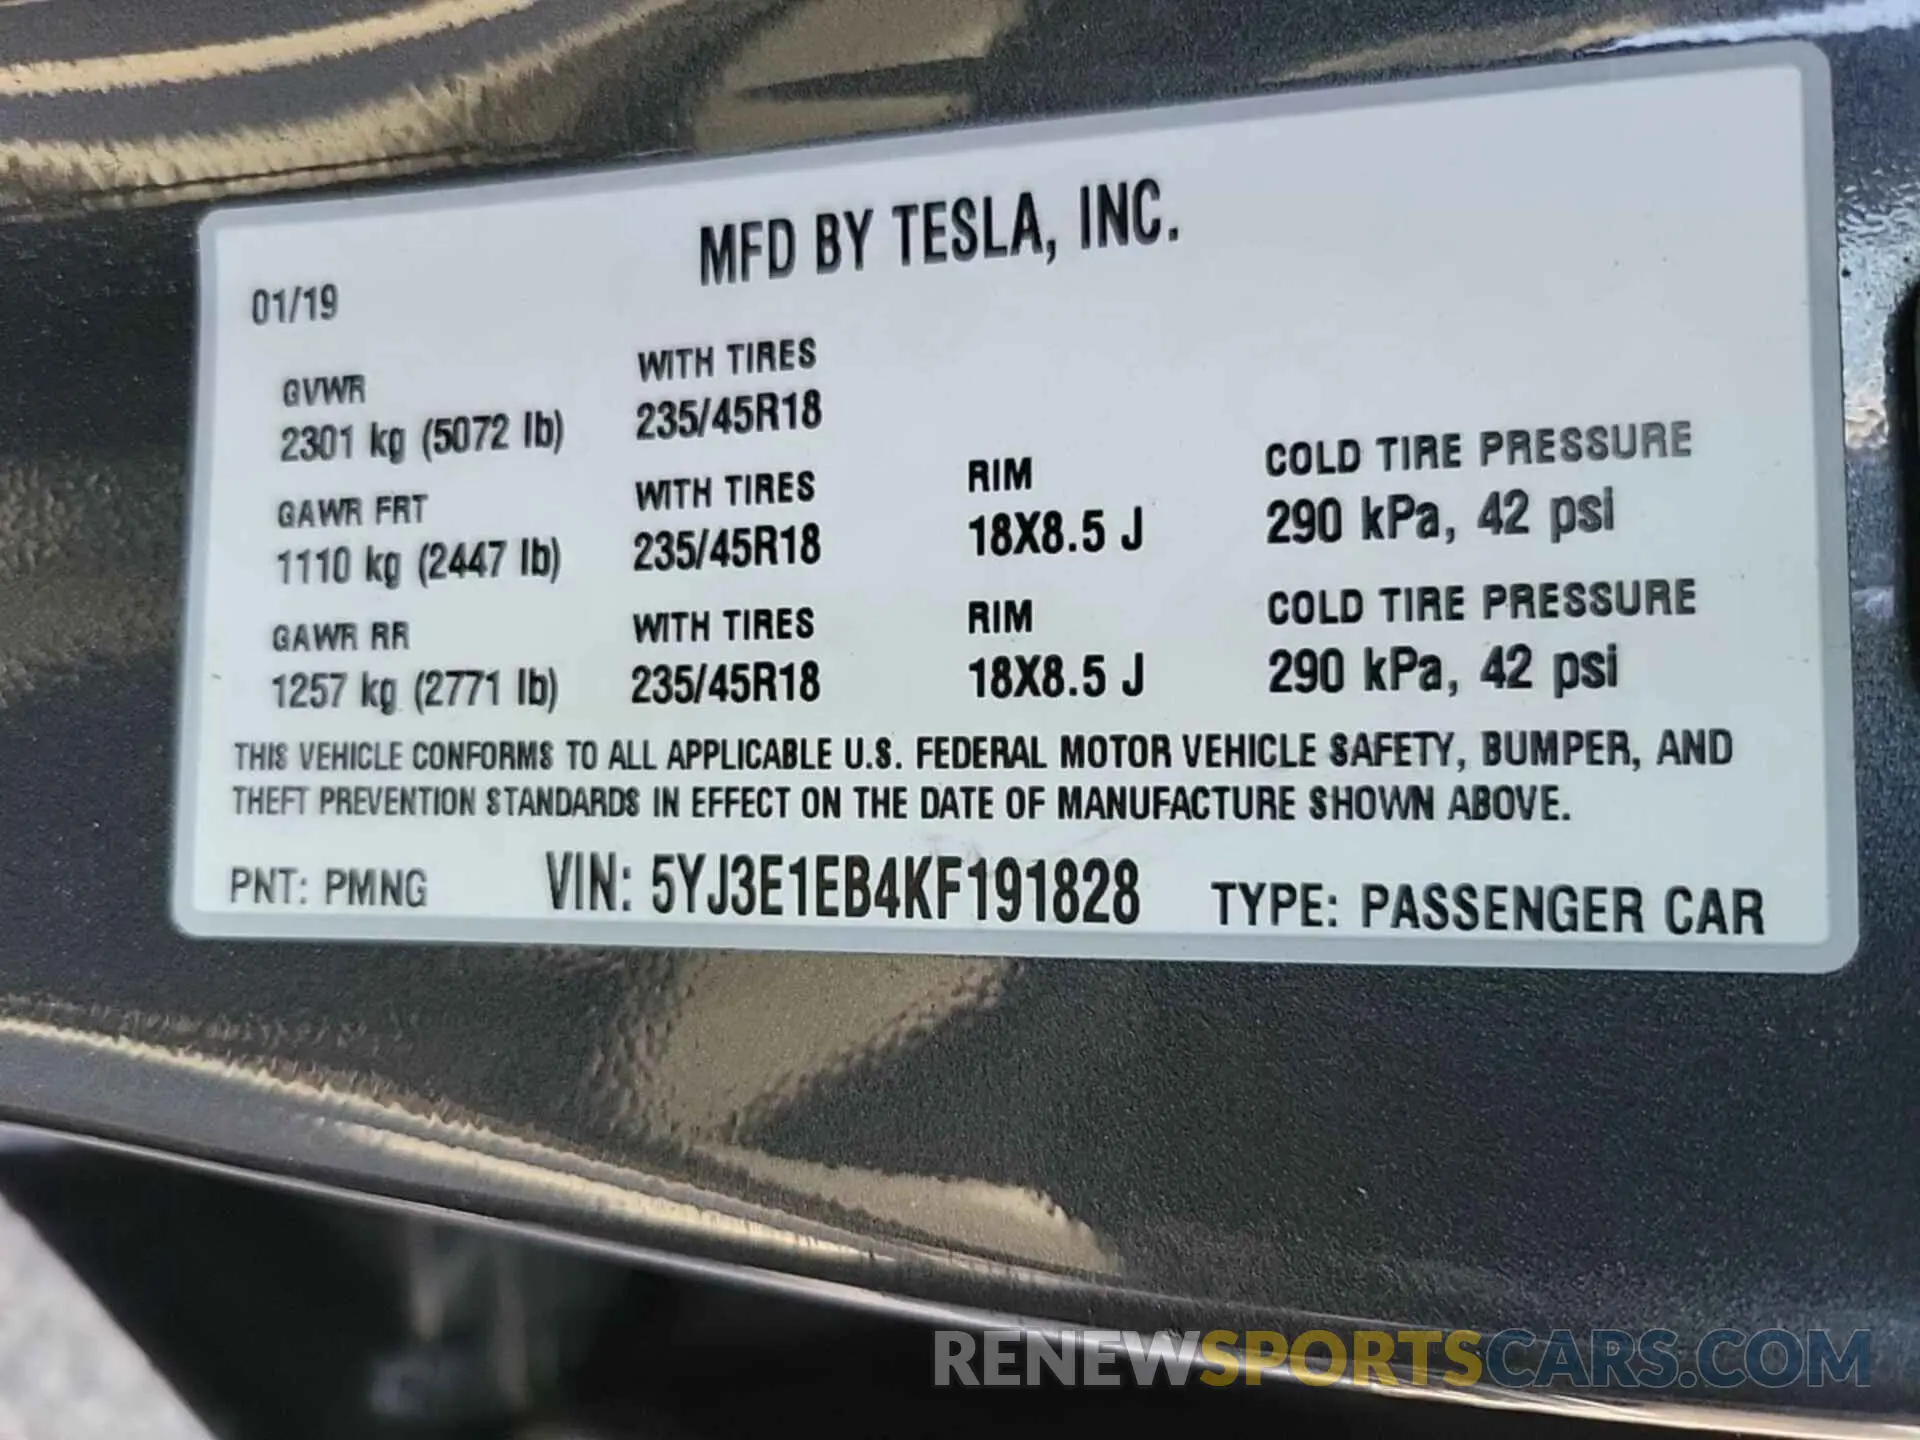 MFD BY TESLA, INC.
01/19
GVWR WITH TIRES
2301 kg (5072 lb) 235/45R18
GAWR FRT WITH TIRES RIM COLD TIRE PRESSURE
1110 kg (2447 lb) 235/45R18 18X8.5 J 290 kPa, 42 psi
GAWR RR WITH TIRES RIM COLD TIRE PRESSURE
1257 kg (2771 lb) 235/45R18 18X8.5 J 290 kPa, 42 psi
THIS VEHICLE CONFORMS TO ALL APPLICABLE U.S. FEDERAL MOTOR VEHICLE SAFETY, BUMPER, AND
THEFT PREVENTION STANDARDS IN EFFECT ON THE DATE OF MANUFACTURE SHOWN ABOVE.
PNT: PMNG VIN: 5YJ3E1EB4KF191828 TYPE: PASSENGER CAR
RENEWSPORTSCARS.COM